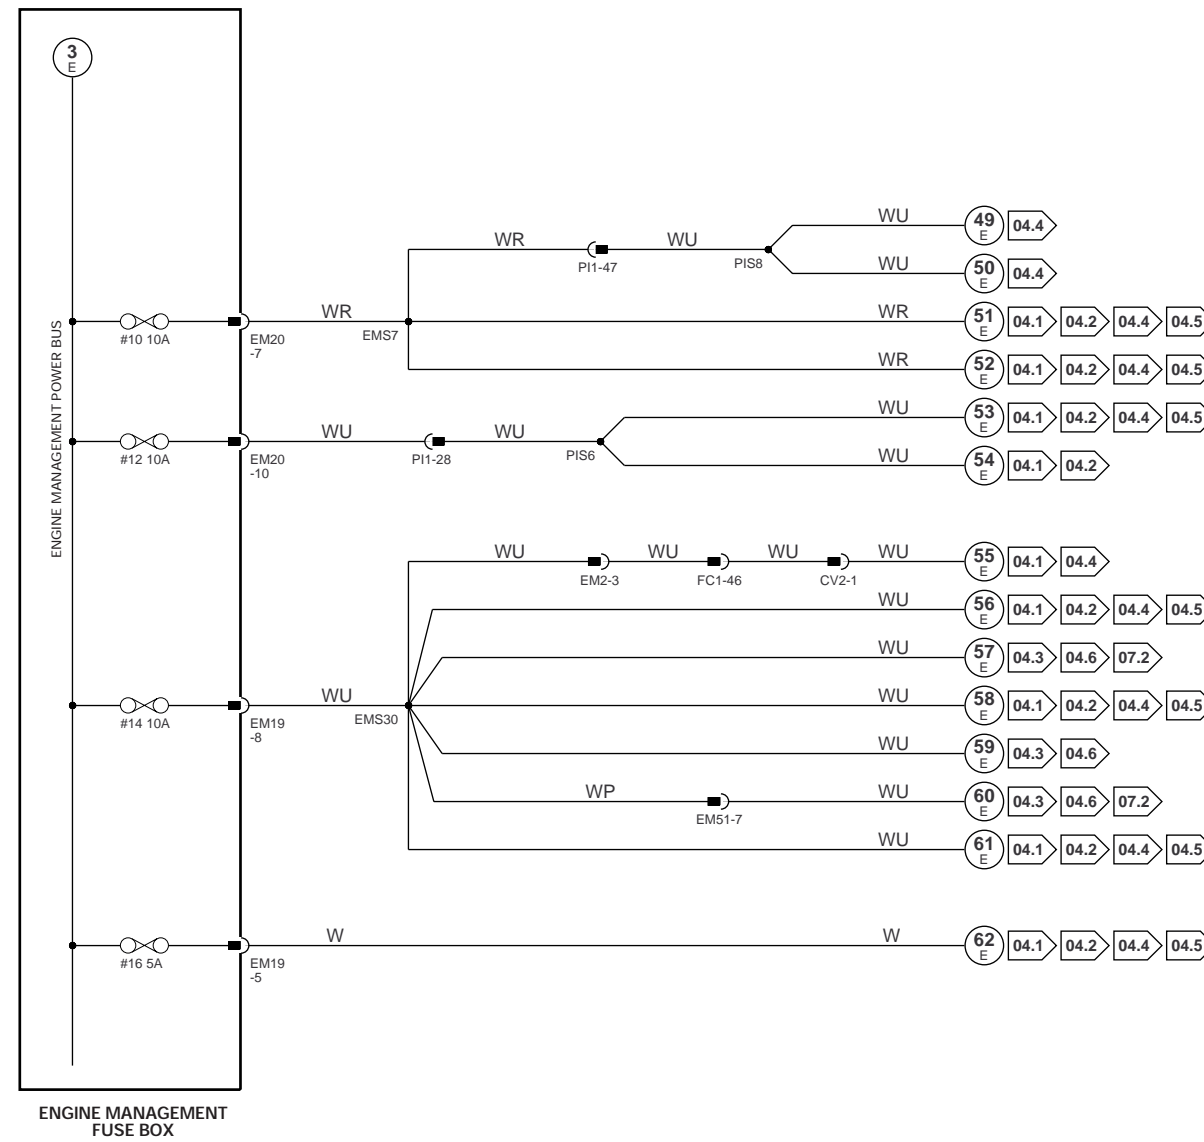 3
E
WU 49 04.4
E
WR WU
PI1-47 PIS8
WU 50 04.4
E
WR WR 51 04.1 04.2 04.4 04.5
#10 10A EM20 EMS7 E
-7
WR 52 04.1 04.2 04.4 04.5
E
WU 53 04.1 04.2 04.4 04.5
E
WU WU
#12 10A EM20 PI1-28 PIS6
-10
WU 54 04.1 04.2
E
ENGINE MANAGEMENT POWER BUS
WU WU WU WU 55 04.1 04.4
EM2-3 FC1-46 CV2-1 E
WU 56 04.1 04.2 04.4 04.5
E
WU 57 04.3 04.6 07.2
E
WU WU 58 04.1 04.2 04.4 04.5
#14 10A EM19 EMS30 E
-8
WU 59 04.3 04.6
E
WP WU 60 04.3 04.6 07.2
EM51-7 E
WU 61 04.1 04.2 04.4 04.5
E
W W 62 04.1 04.2 04.4 04.5
#16 5A EM19 E
-5
ENGINE MANAGEMENT
FUSE BOX